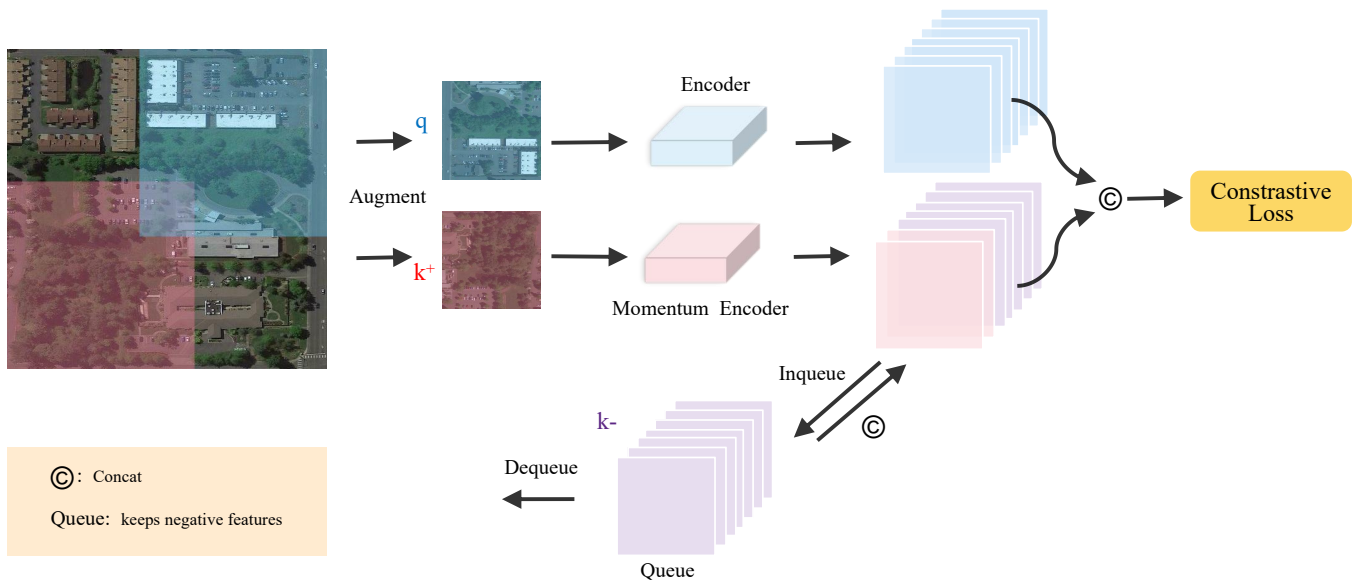 Encoder
q
Augment
k+
Momentum Encoder
©
Constrastive
Loss
Inqueue
©
k-
Dequeue
Queue
©: Concat
Queue: keeps negative features